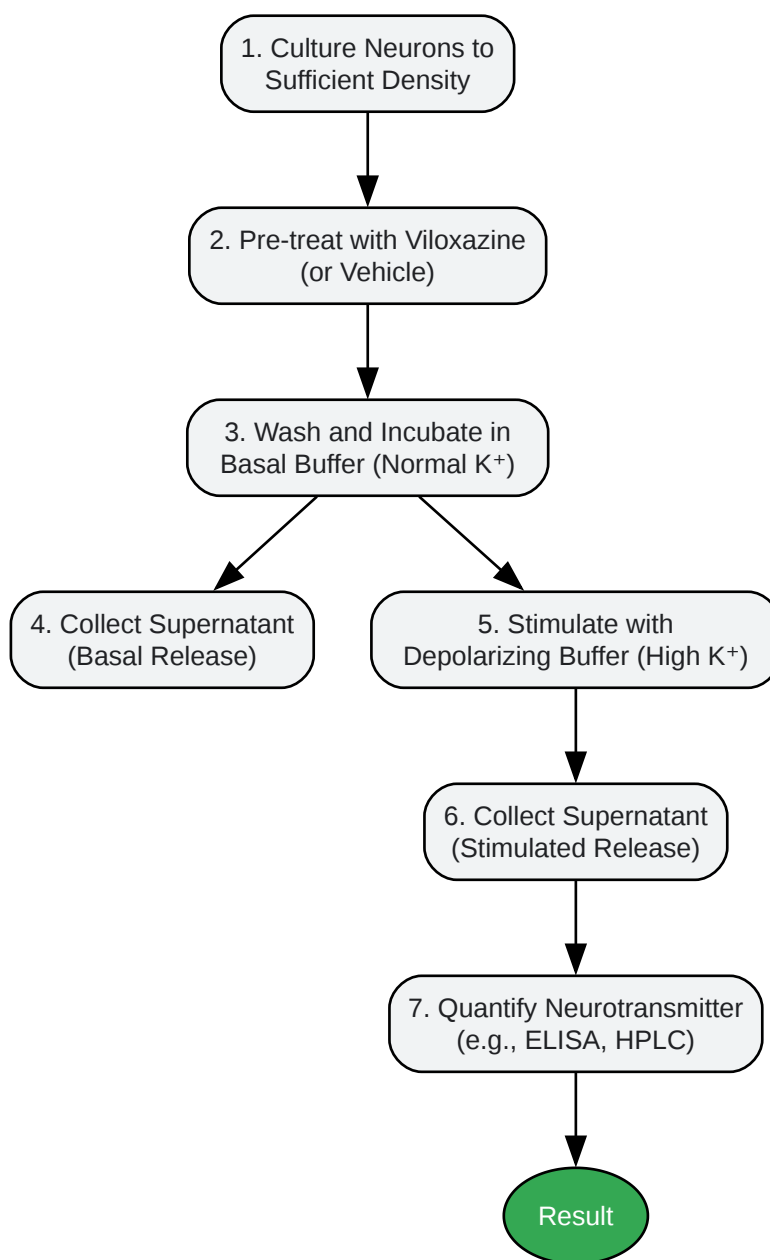 1. Culture Neurons to
Sufficient Density
2. Pre-treat with Viloxazine
(or Vehicle)
3. Wash and Incubate in
Basal Buffer (Normal K⁺)
4. Collect Supernatant
(Basal Release)
5. Stimulate with
Depolarizing Buffer (High K⁺)
6. Collect Supernatant
(Stimulated Release)
7. Quantify Neurotransmitter
(e.g., ELISA, HPLC)
Result